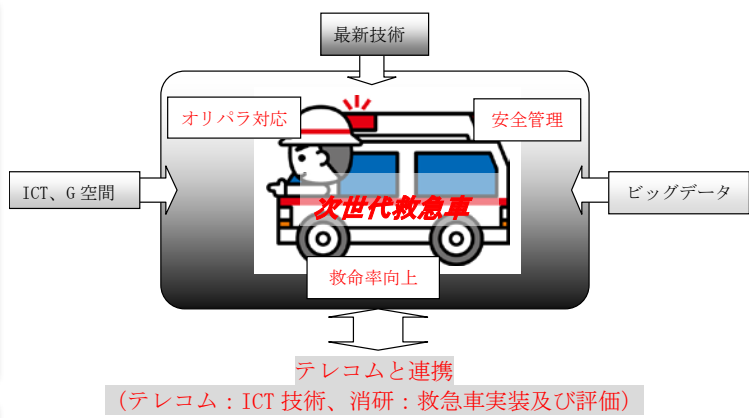 最新技術
オリパラ対応
安全管理
ICT、G 空間
ビッグデータ
次世代救急車
救命率向上
テレコムと連携
（テレコム：ICT 技術、消研：救急車実装及び評価）